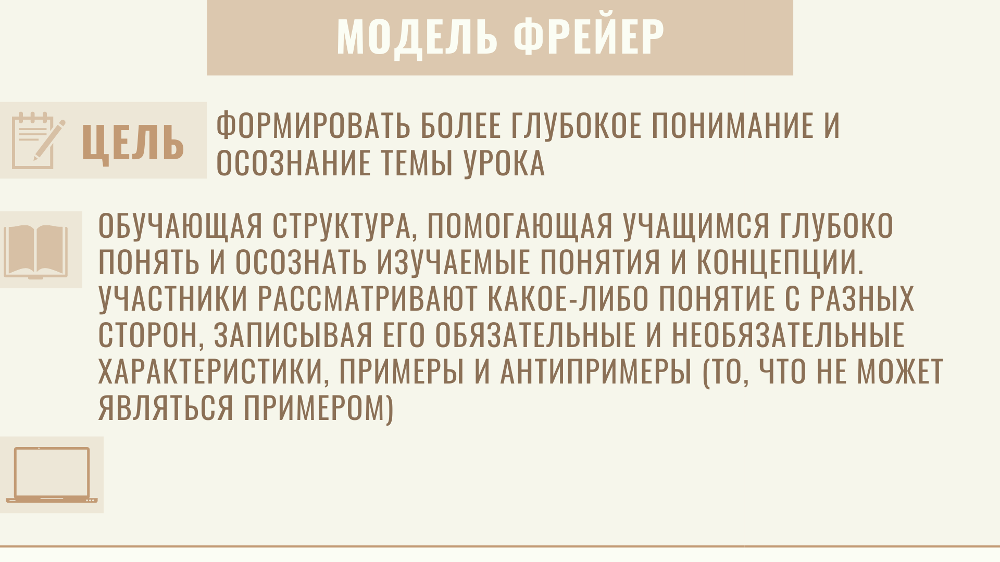 МОДЕЛЬ ФРЕЙЕР
ЦЕЛЬ
ФОРМИРОВАТЬ БОЛЕЕ ГЛУБОКОЕ ПОНИМАНИЕ И
ОСОЗНАНИЕ ТЕМЫ УРОКА
ОБУЧАЮЩАЯ СТРУКТУРА, ПОМОГАЮЩАЯ УЧАЩИМСЯ ГЛУБОКО
ПОНЯТЬ И ОСОЗНАТЬ ИЗУЧАЕМЫЕ ПОНЯТИЯ И КОНЦЕПЦИИ.
УЧАСТНИКИ РАССМАТРИВАЮТ КАКОЕ-ЛИБО ПОНЯТИЕ С РАЗНЫХ
СТОРОН, ЗАПИСЫВАЯ ЕГО ОБЯЗАТЕЛЬНЫЕ И НЕОБЯЗАТЕЛЬНЫЕ
ХАРАКТЕРИСТИКИ, ПРИМЕРЫ И АНТИПРИМЕРЫ (ТО, ЧТО НЕ МОЖЕТ
ЯВЛЯТЬСЯ ПРИМЕРОМ)